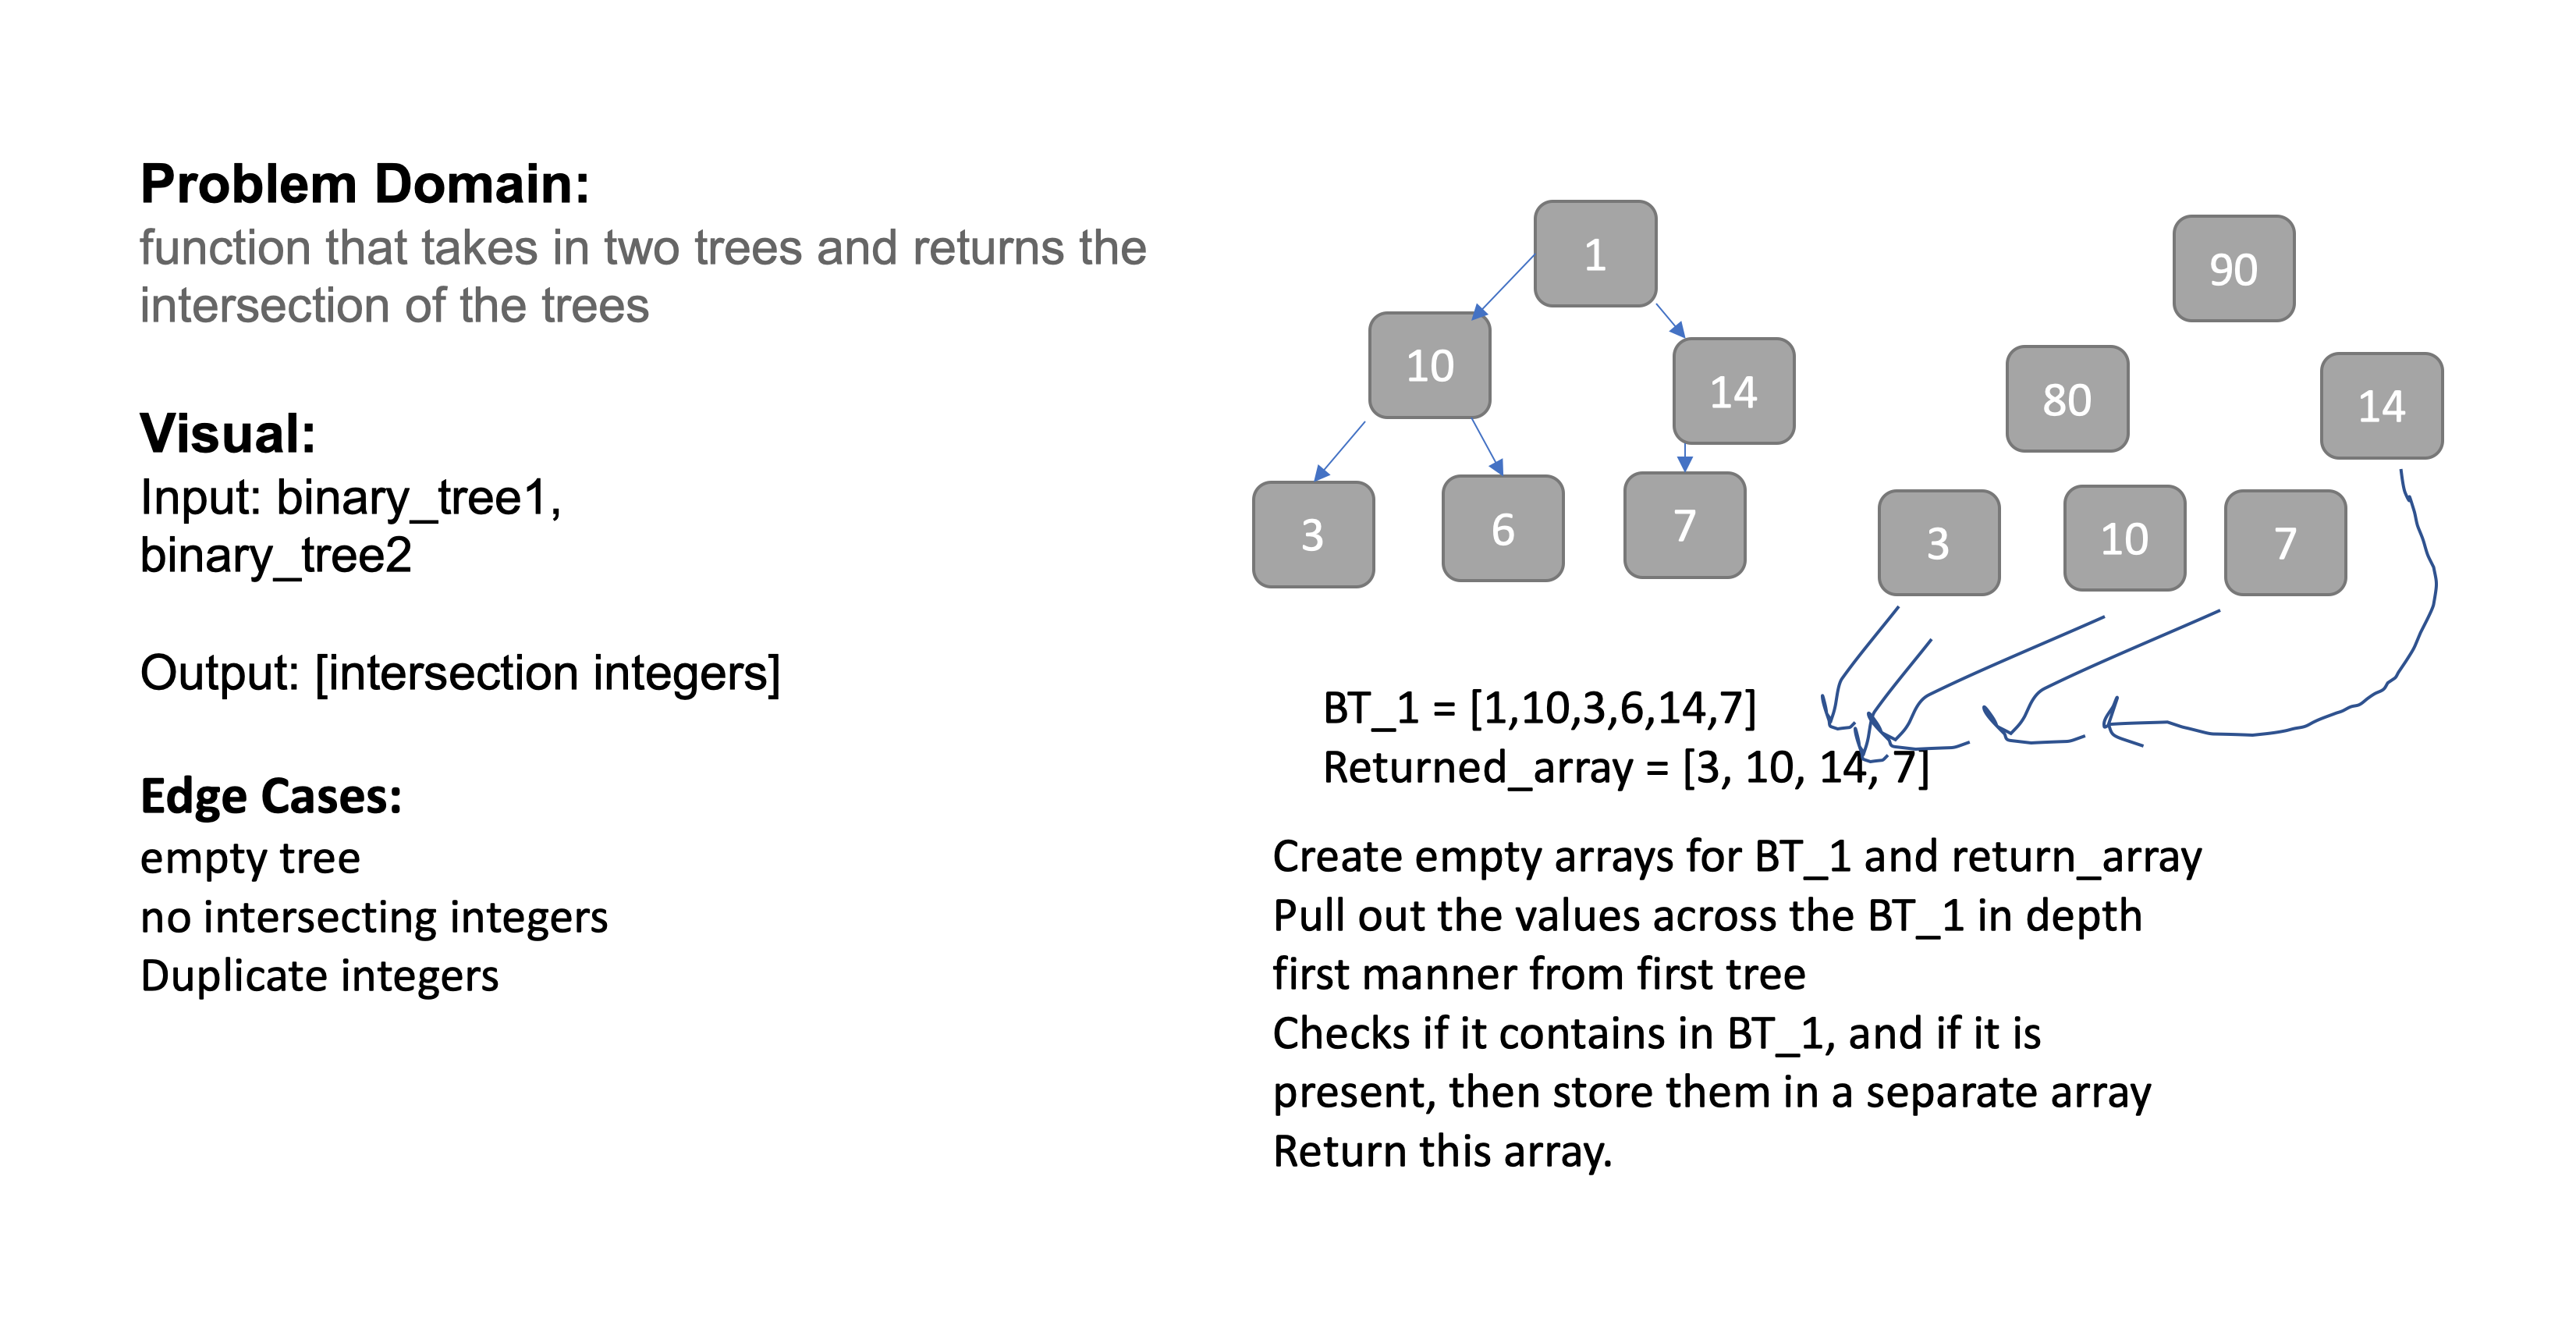 Problem Domain:
function that takes in two trees and returns the
intersection of the trees
Visual:
Input: binary_tree1,
binary_tree2
Output: [intersection integers]
Edge Cases:
empty tree
no intersecting integers
Duplicate integers
1
10
14
3
6
7
90
80
14
3
10
7
BT_1 = [1,10,3,6,14,7]
Returned_array = [3, 10, 14, 7]
Create empty arrays for BT_1 and return_array
Pull out the values across the BT_1 in depth
first manner from first tree
Checks if it contains in BT_1, and if it is
present, then store them in a separate array
Return this array.